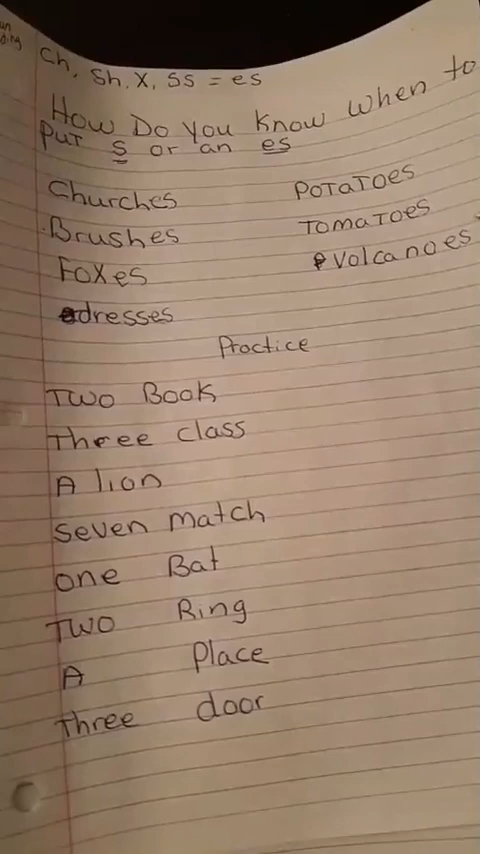 Ch, Sh. X, SS = es
How Do You Know when to
put s or an es
Churches
Brushes
Foxes
dresses
Potatoes
Tomatoes
Volcanoes
Practice
Two Book
Three class
A lion
seven match
one Bat
Two Ring
A Place
Three door